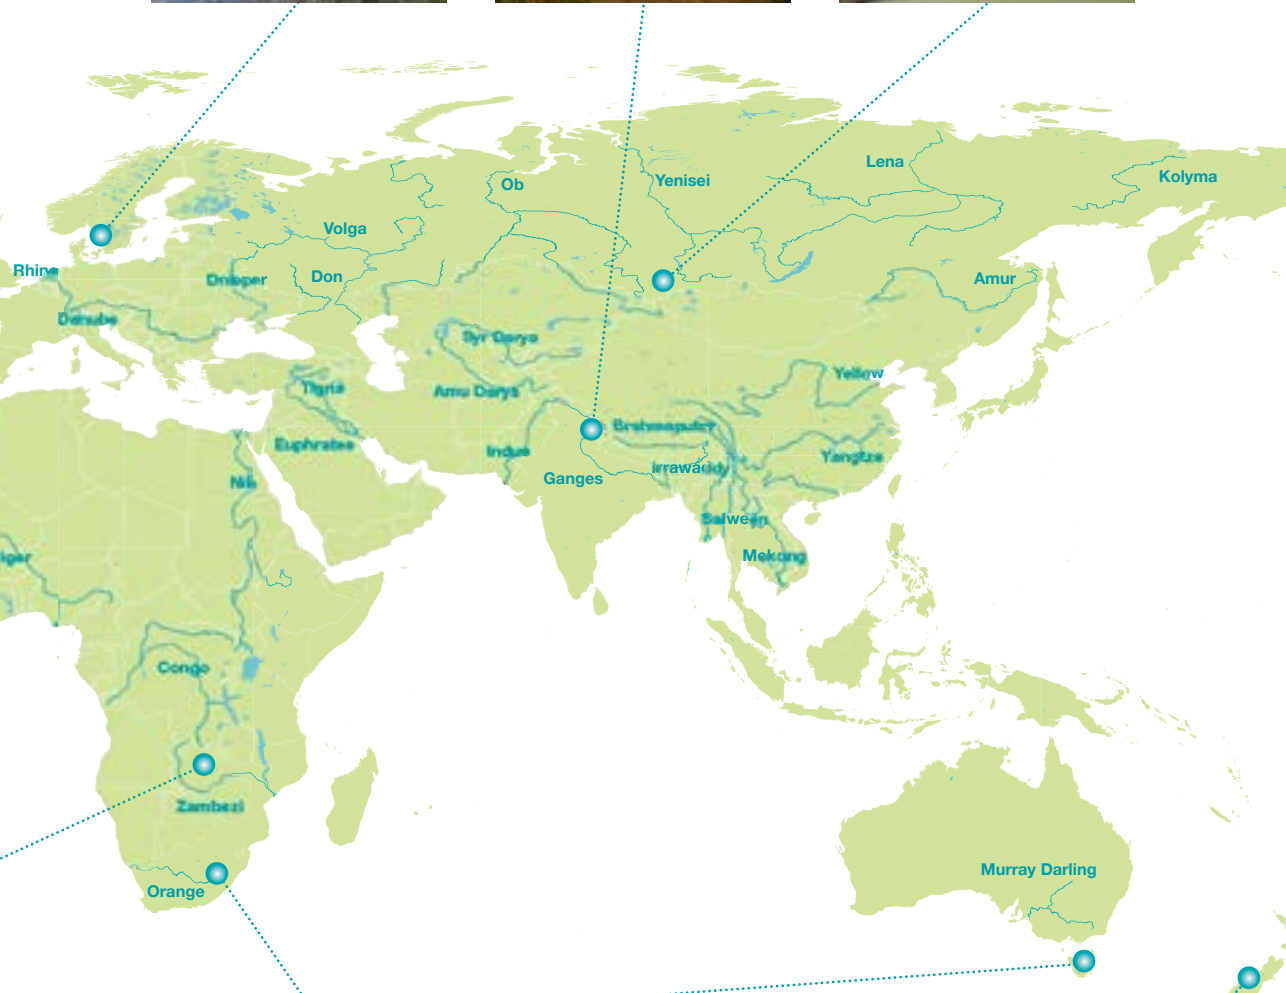 Lena
Kolyma
Ob
Yenisei
Volga
Rhine
Dnieper
Don
Amur
Danube
Syr Darya
Yellow
Tigris
Amu Darya
Brahmaputra
Euphrates
Indus
Yangtze
Irrawaddy
Ganges
Nile
Salween
Mekong
Congo
Zambezi
Murray Darling
Orange